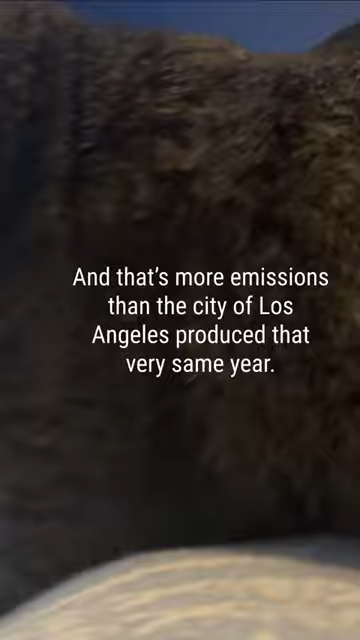 And that’s more emissions
than the city of Los
Angeles produced that
very same year.